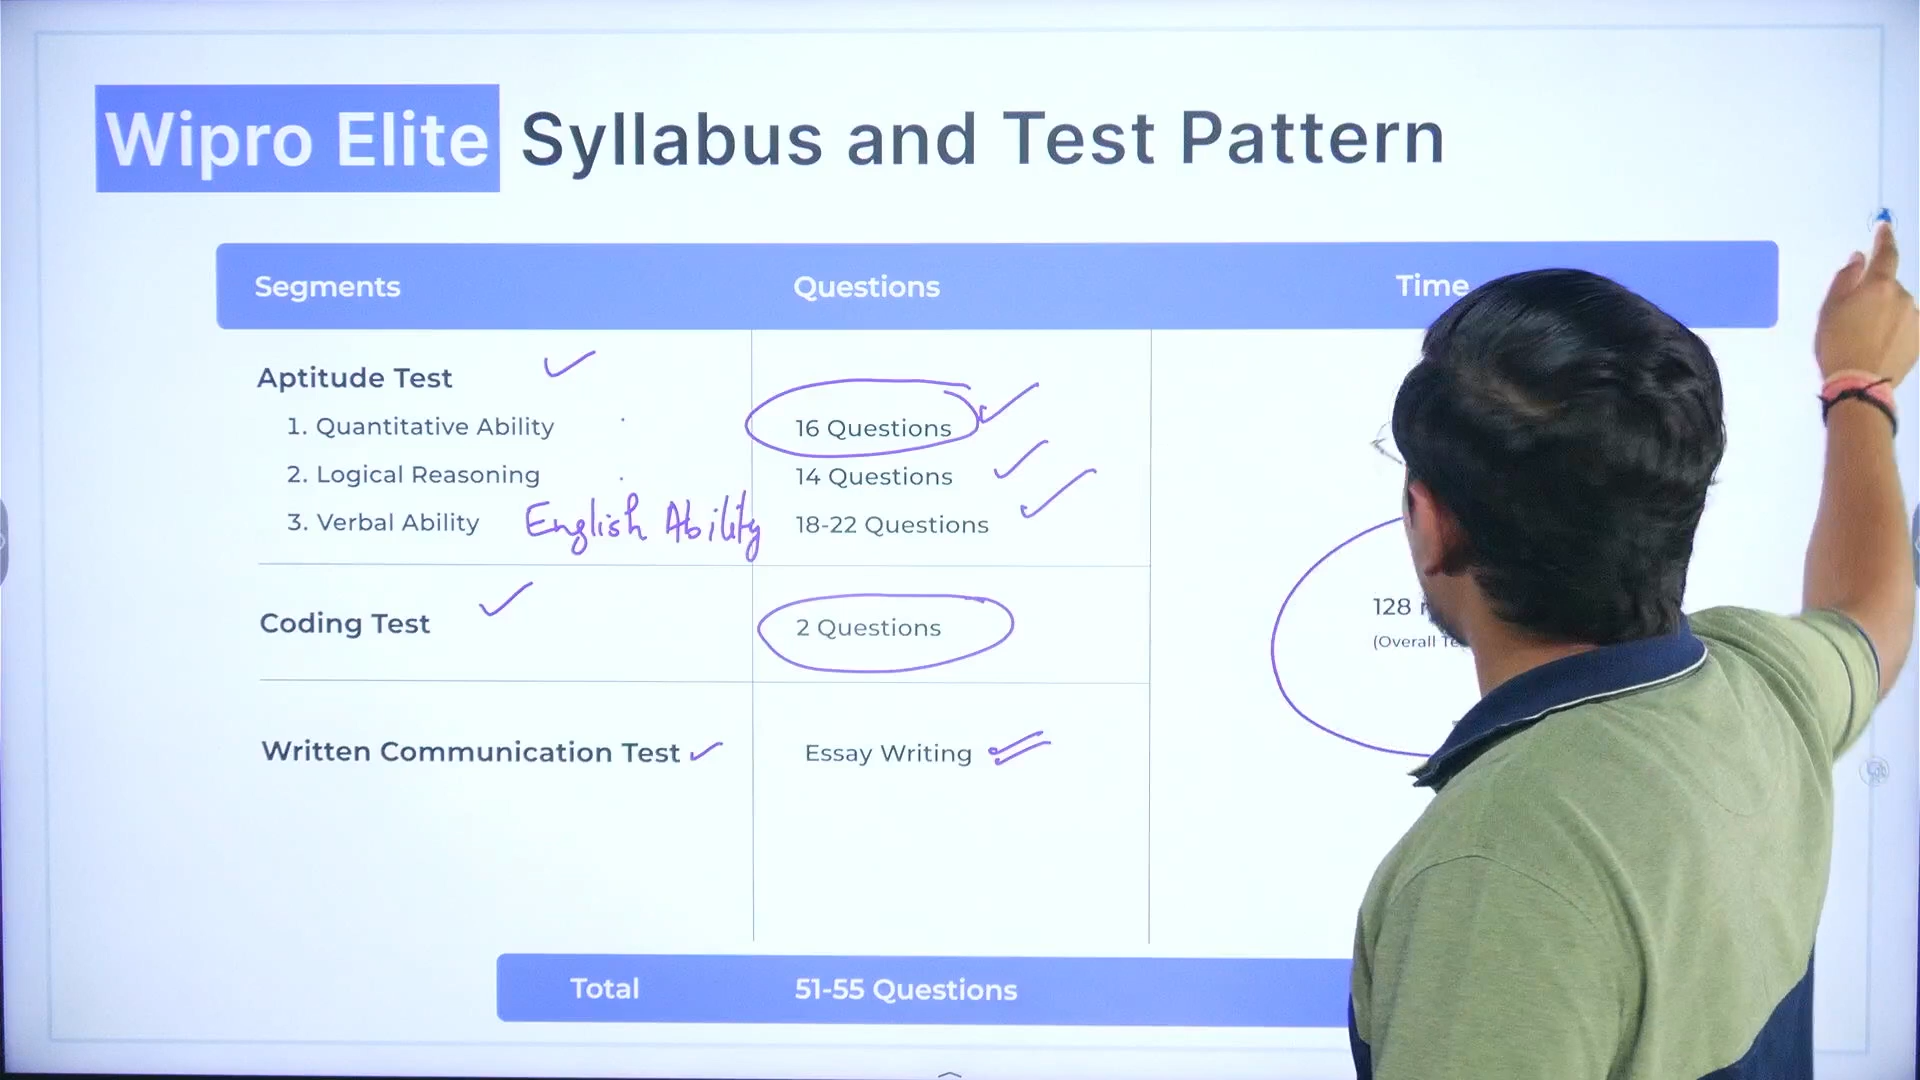 Wipro Elite Syllabus and Test Pattern
Segments Questions Time
Aptitude Test
1. Quantitative Ability 16 Questions
2. Logical Reasoning 14 Questions
3. Verbal Ability English Ability 18-22 Questions
Coding Test 2 Questions
128
(Overall
Written Communication Test Essay Writing
Total 51-55 Questions